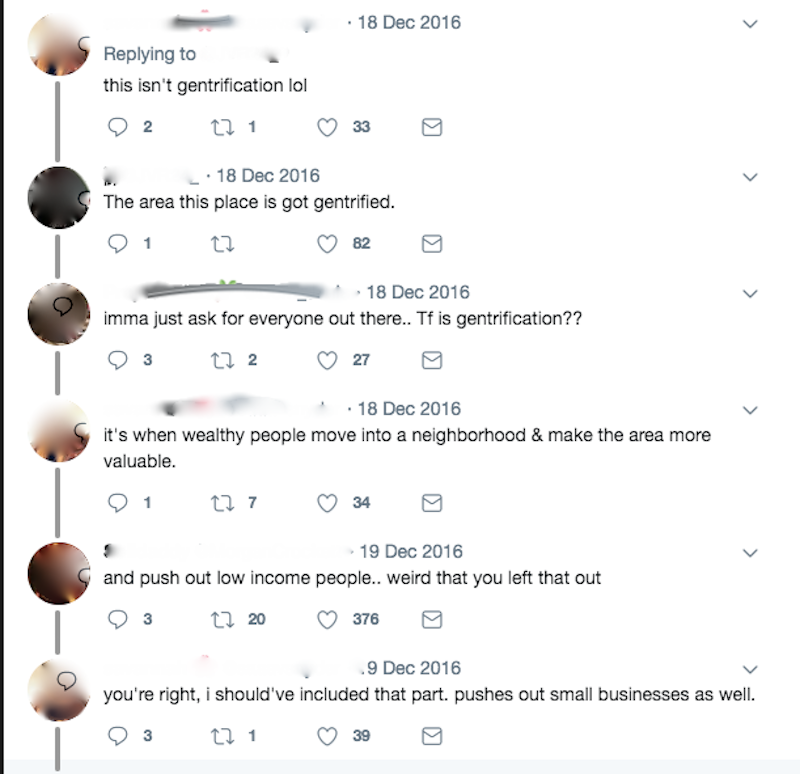 · 18 Dec 2016
Replying to
this isn't gentrification lol
2 1 33
· 18 Dec 2016
The area this place is got gentrified.
1 82
· 18 Dec 2016
imma just ask for everyone out there.. Tf is gentrification??
3 2 27
· 18 Dec 2016
it's when wealthy people move into a neighborhood & make the area more
valuable.
1 7 34
· 19 Dec 2016
and push out low income people.. weird that you left that out
3 20 376
9 Dec 2016
you're right, i should've included that part. pushes out small businesses as well.
3 1 39